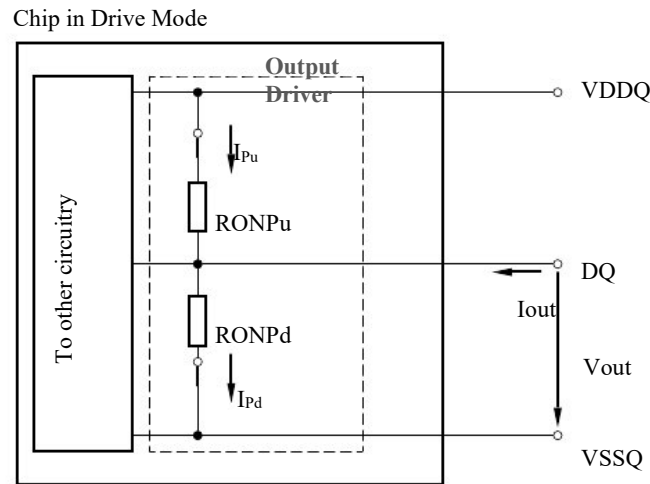 Chip in Drive Mode
Output
Driver
VDDQ
IPu
RONPu
To other circuitry
DQ
Iout
RONPd
Vout
IPd
VSSQ